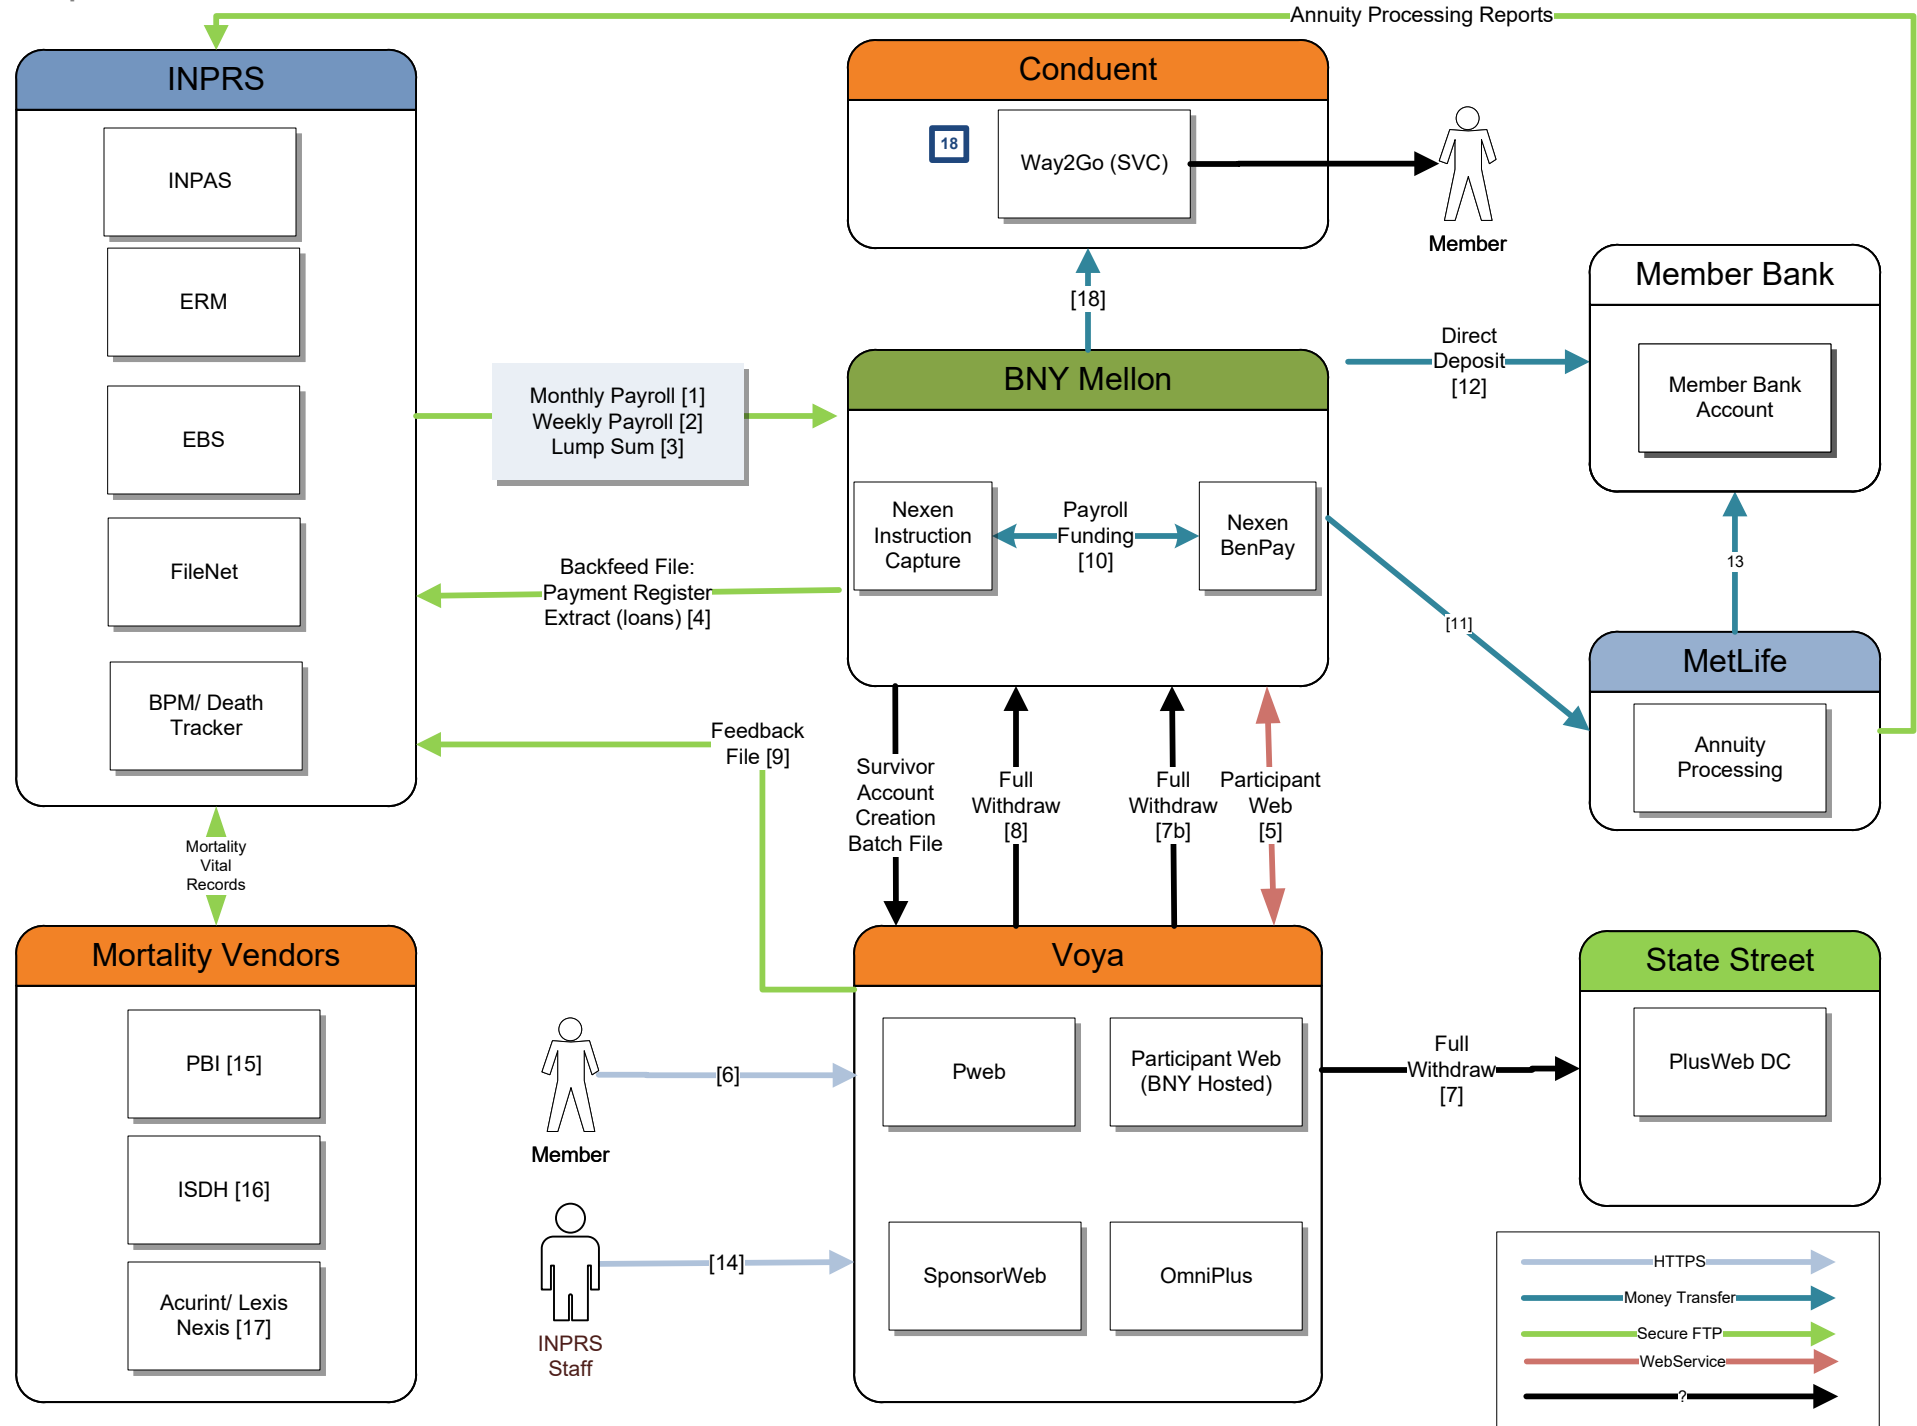 Annuity Processing Reports
INPRS
INPAS
ERM
EBS
FileNet
BPM/ Death
Tracker
Conduent
18
Way2Go (SVC)
Member
[18]
Member Bank
Member Bank
Account
Direct
Deposit
[12]
Monthly Payroll [1]
Weekly Payroll [2]
Lump Sum [3]
BNY Mellon
Nexen
Instruction
Capture
Payroll
Funding
[10]
Nexen
BenPay
Backfeed File:
Payment Register
Extract (loans) [4]
[11]
13
MetLife
Annuity
Processing
Feedback
File [9]
Survivor
Account
Creation
Batch File
Full
Withdraw
[8]
Full
Withdraw
[7b]
Participant
Web
[5]
Mortality
Vital
Records
Mortality Vendors
PBI [15]
ISDH [16]
Acurint/ Lexis
Nexis [17]
Member
[6]
INPRS
Staff
[14]
Voya
Pweb
Participant Web
(BNY Hosted)
SponsorWeb
OmniPlus
Full
Withdraw
[7]
State Street
PlusWeb DC
HTTPS
Money Transfer
Secure FTP
WebService
?